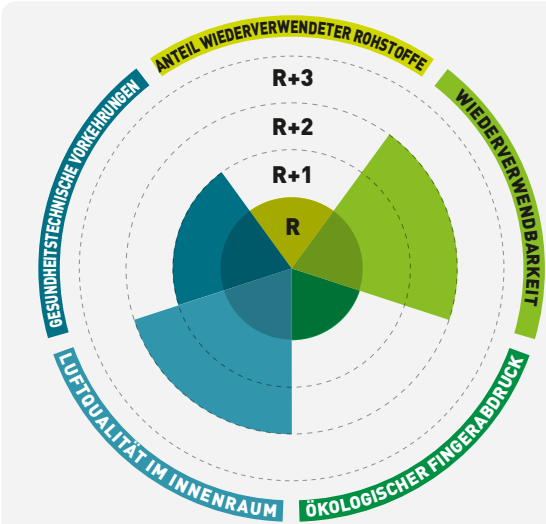 ANTEIL WIEDERVERWENDETER ROHSTOFFE
WIEDERVERWENDBARKEIT
ÖKOLOGISCHER FINGERABDRUCK
LUFTQUALITÄT IM INNENRAUM
GESUNDHEITSTECHNISCHE VORKEHRUNGEN
R+3
R+2
R+1
R